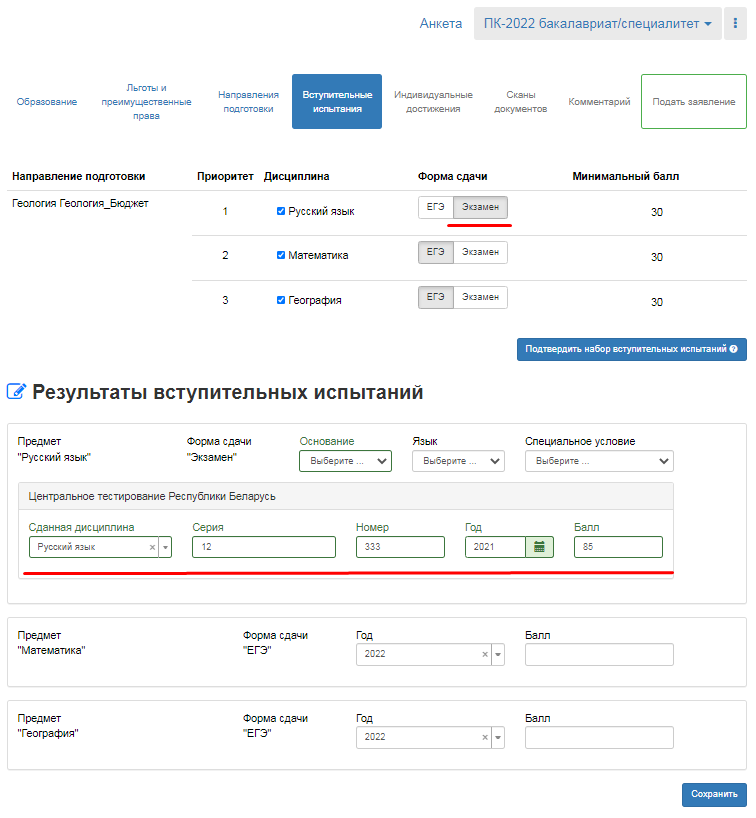 Анкета ПК-2022 бакалавриат/специалитет
Образование
Льготы и преимущественные права
Направления подготовки
Вступительные испытания
Индивидуальные достижения
Сканы документов
Комментарий
Подать заявление
Направление подготовки Приоритет Дисциплина Форма сдачи Минимальный балл
Геология Геология_Бюджет
1 Русский язык ЕГЭ Экзамен 30
2 Математика ЕГЭ Экзамен 30
3 География ЕГЭ Экзамен 30
Подтвердить набор вступительных испытаний ?
Результаты вступительных испытаний
Предмет Форма сдачи Основание Язык Специальное условие
"Русский язык" "Экзамен" Выберите ... Выберите ... Выберите ...
Центральное тестирование Республики Беларусь
Сданная дисциплина Серия Номер Год Балл
Русский язык × 12 333 2021 85
Предмет Форма сдачи Год Балл
"Математика" "ЕГЭ" 2022 ×
Предмет Форма сдачи Год Балл
"География" "ЕГЭ" 2022 ×
Сохранить